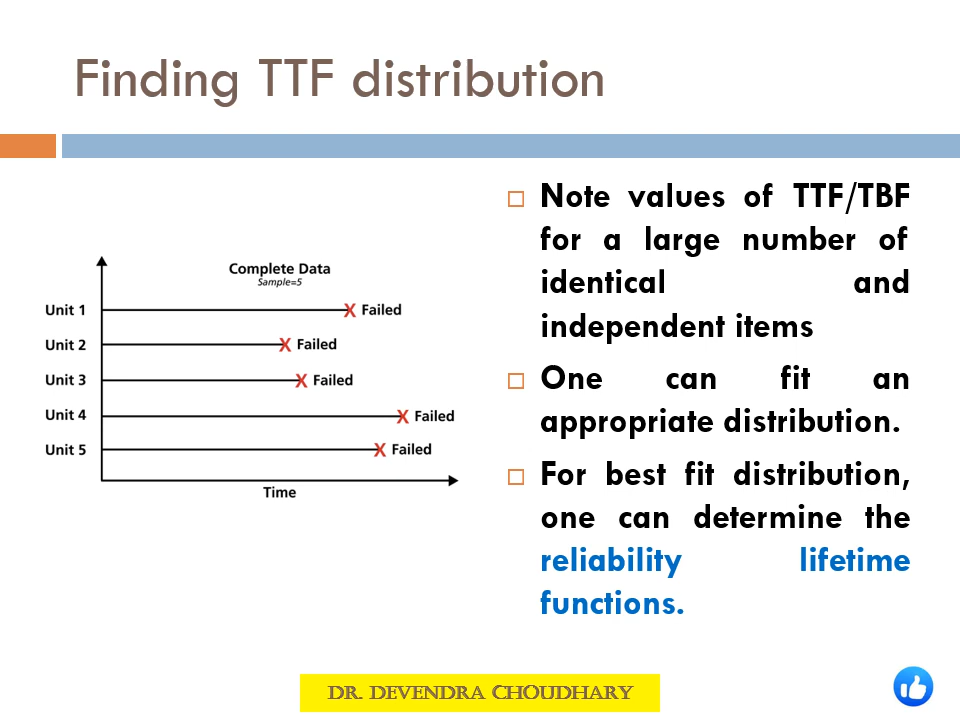 Finding TTF distribution
Complete Data
Sample=5
Unit 1
X Failed
Unit 2
X Failed
Unit 3
X Failed
Unit 4
X Failed
Unit 5
X Failed
Time
Note values of TTF/TBF
for a large number of
identical and
independent items
One can fit an
appropriate distribution.
For best fit distribution,
one can determine the
reliability lifetime
functions.
DR. DEVENDRA CHOUDHARY